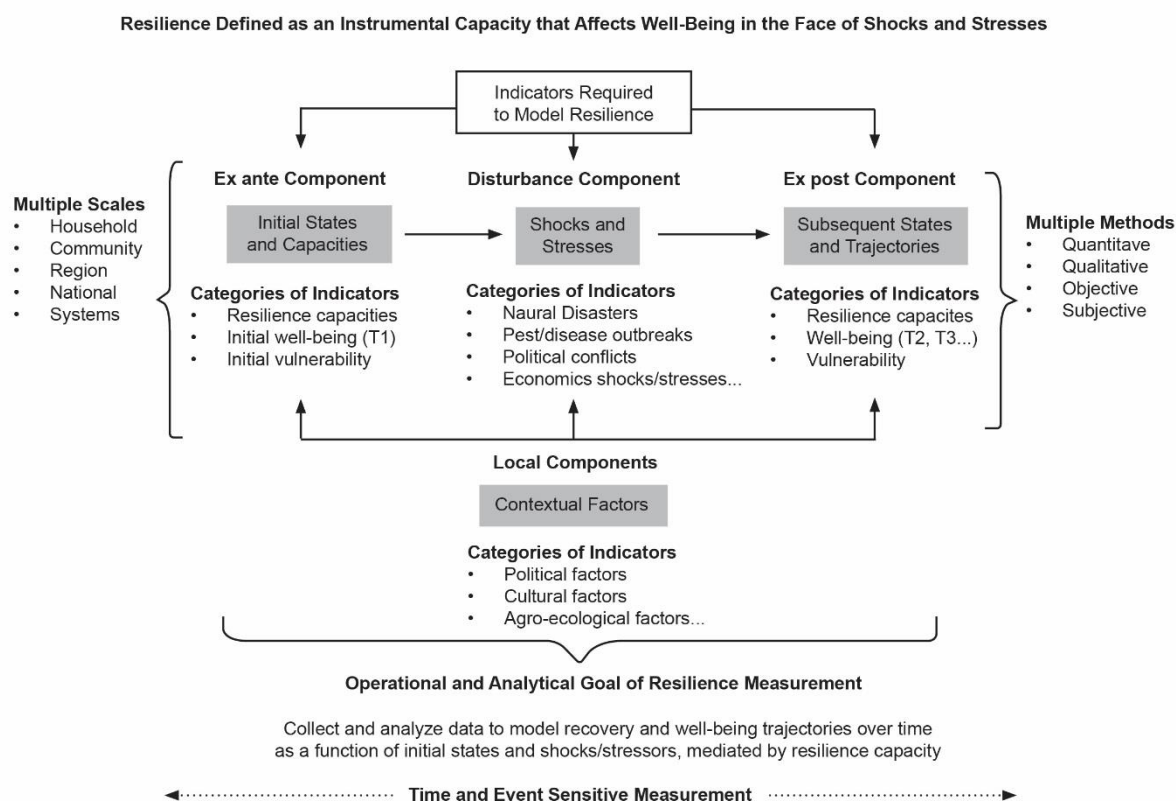 Resilience Defined as an Instrumental Capacity that Affects Well-Being in the Face of Shocks and Stresses
Indicators Required
to Model Resilience
Multiple Scales
• Household
• Community
• Region
• National
• Systems
Ex ante Component
Initial States
and Capacities
Categories of Indicators
• Resilience capacities
• Initial well-being (T1)
• Initial vulnerability
Disturbance Component
Shocks and
Stresses
Categories of Indicators
• Naural Disasters
• Pest/disease outbreaks
• Political conflicts
• Economics shocks/stresses...
Ex post Component
Subsequent States
and Trajectories
Categories of Indicators
• Resilience capacites
• Well-being (T2, T3...)
• Vulnerability
Multiple Methods
• Quantitave
• Qualitative
• Objective
• Subjective
Local Components
Contextual Factors
Categories of Indicators
• Political factors
• Cultural factors
• Agro-ecological factors...
Operational and Analytical Goal of Resilience Measurement
Collect and analyze data to model recovery and well-being trajectories over time
as a function of initial states and shocks/stressors, mediated by resilience capacity
Time and Event Sensitive Measurement